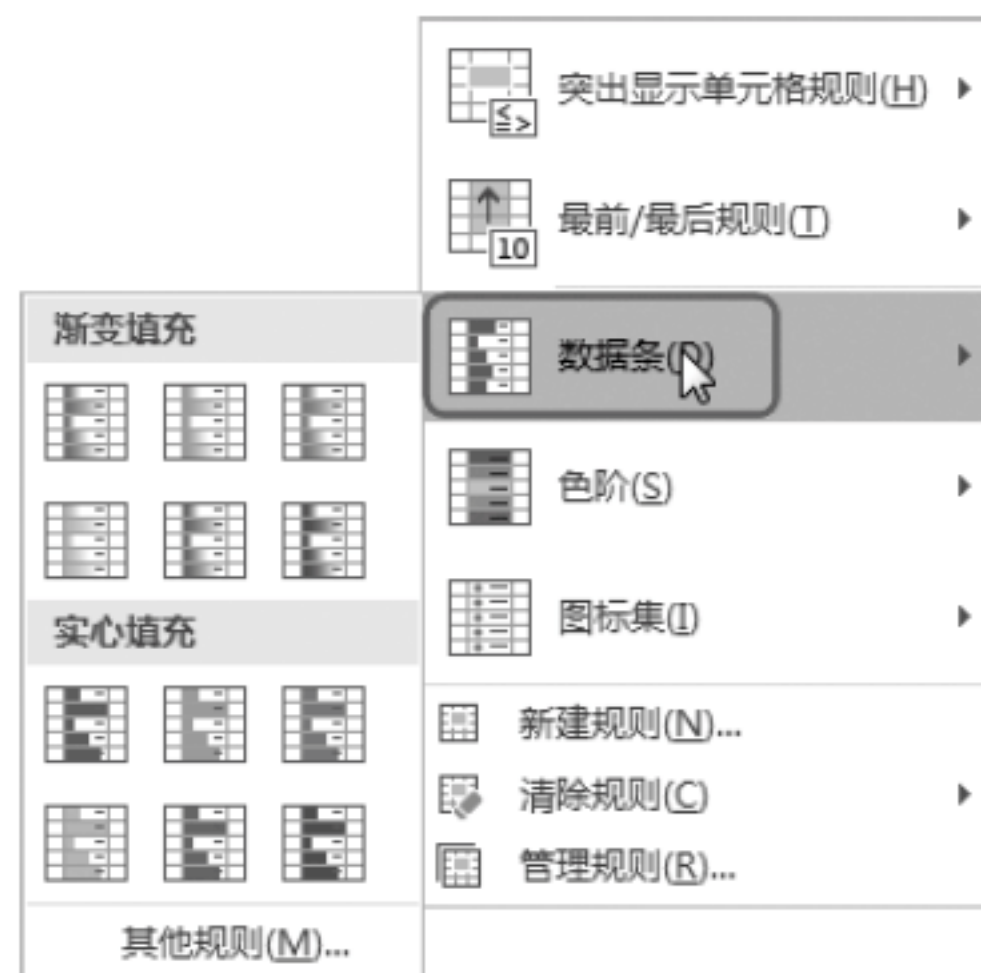 突出显示单元格规则(H)
最前/最后规则(T)
10
数据条(D)
色阶(S)
图标集(I)
新建规则(N)...
清除规则(C)
管理规则(R)...
渐变填充
实心填充
其他规则(M)...